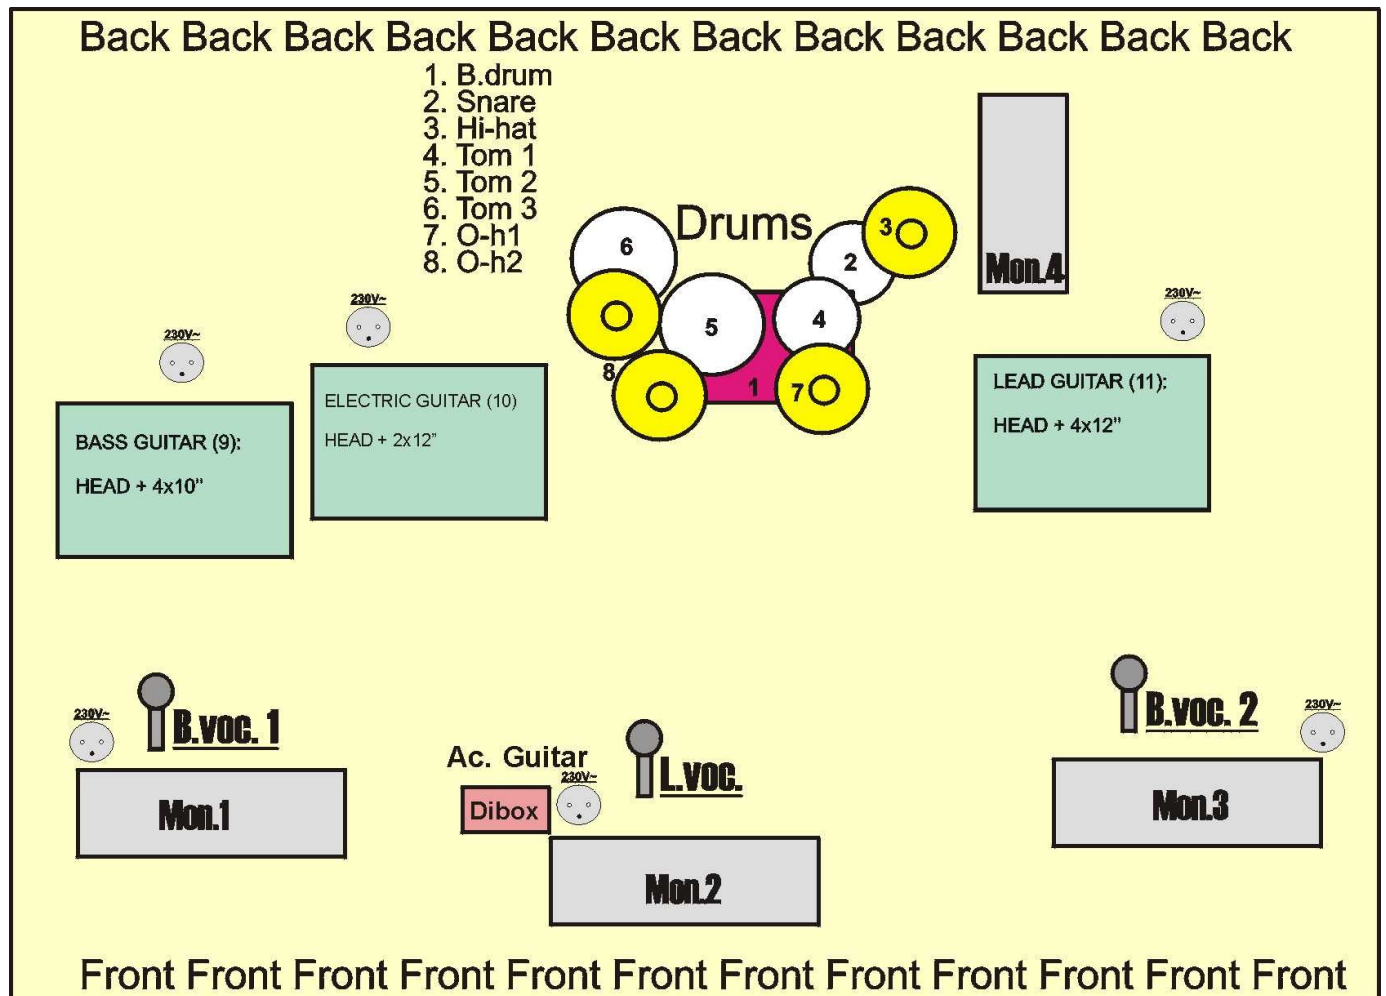 Back Back Back Back Back Back Back Back Back Back Back Back
1. B.drum
2. Snare
3. Hi-hat
4. Tom 1
5. Tom 2
6. Tom 3
7. O-h1
8. O-h2
Drums
6
2
3
5
4
8
1
7
Mon.4
230V~
230V~
230V~
BASS GUITAR (9):
HEAD + 4x10”
ELECTRIC GUITAR (10)
HEAD + 2x12”
LEAD GUITAR (11):
HEAD + 4x12”
230V~
B.voc. 1
Mon.1
Ac. Guitar
230V~
Dibox
L.voc.
Mon.2
B.voc. 2
230V~
Mon.3
Front Front Front Front Front Front Front Front Front Front Front Front